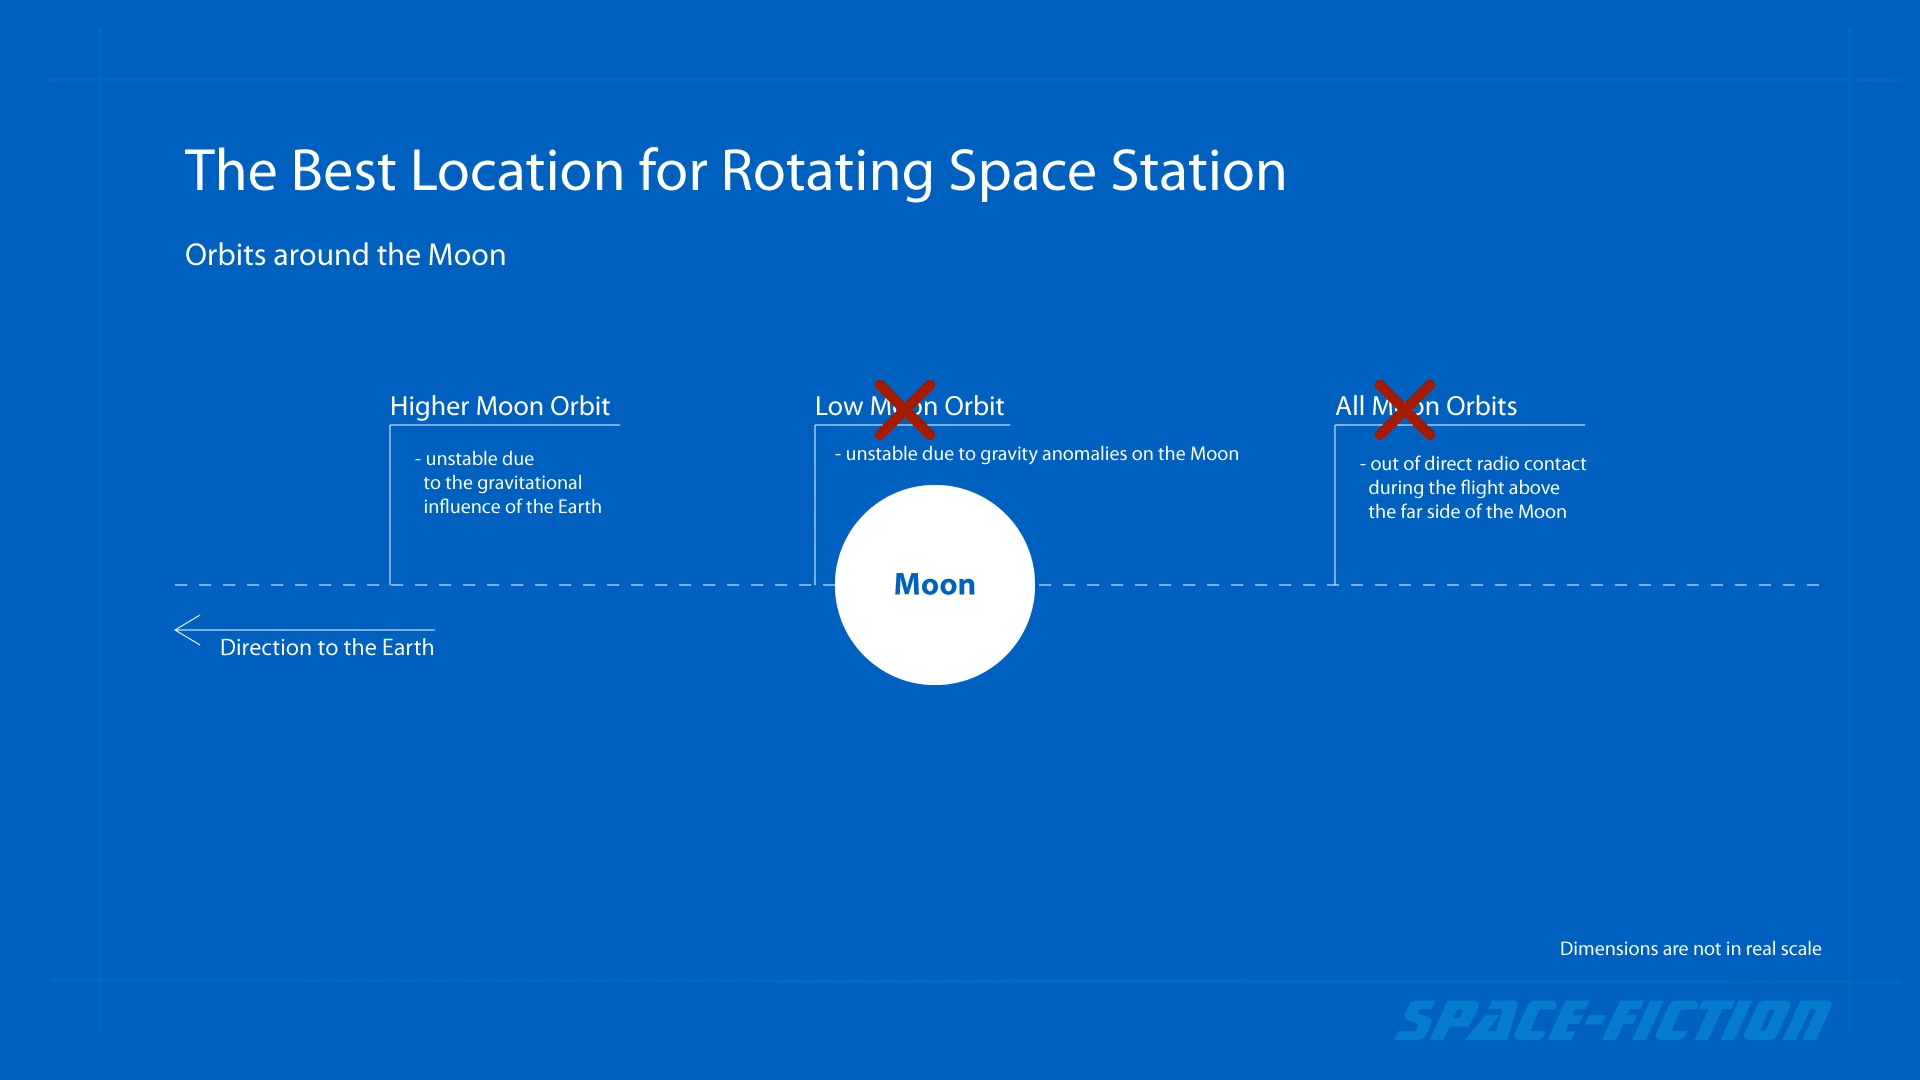 The Best Location for Rotating Space Station
Orbits around the Moon
Higher Moon Orbit
- unstable due
to the gravitational
influence of the Earth
Low Moon Orbit
- unstable due to gravity anomalies on the Moon
All Moon Orbits
- out of direct radio contact
during the flight above
the far side of the Moon
Moon
Direction to the Earth
Dimensions are not in real scale
SPACE-FICTION